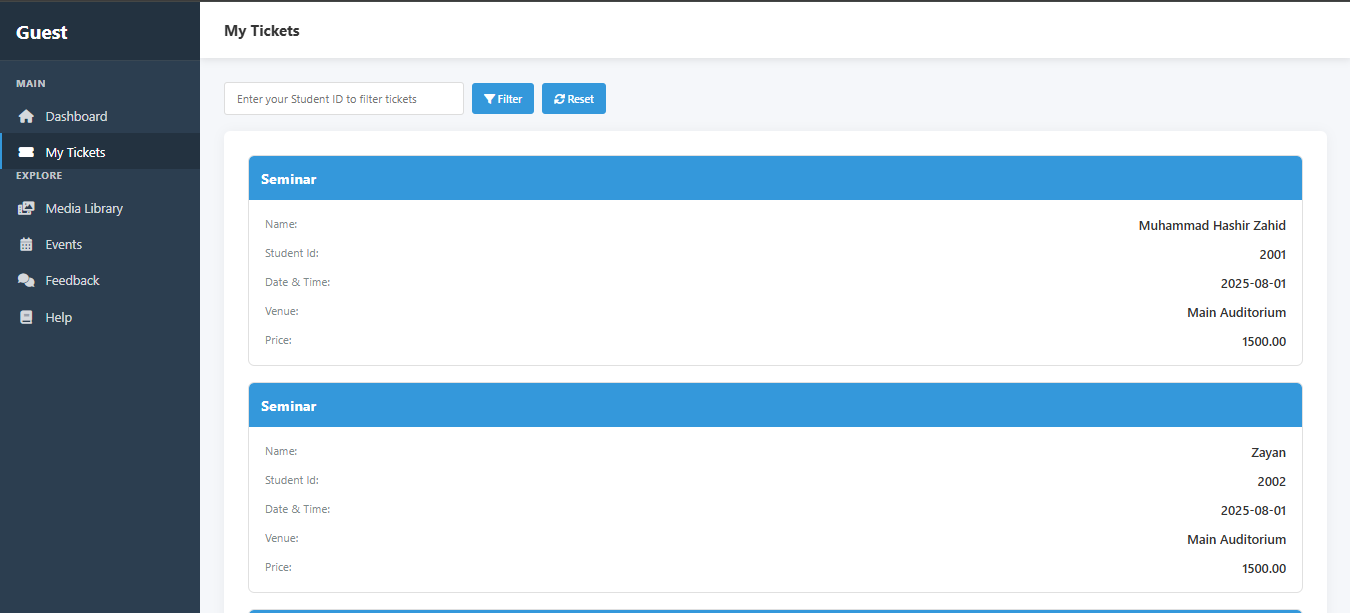 Guest
MAIN
Dashboard
My Tickets
EXPLORE
Media Library
Events
Feedback
Help
My Tickets
Enter your Student ID to filter tickets
Filter
Reset
Seminar
Name: Muhammad Hashir Zahid
Student Id: 2001
Date & Time: 2025-08-01
Venue: Main Auditorium
Price: 1500.00
Seminar
Name: Zayan
Student Id: 2002
Date & Time: 2025-08-01
Venue: Main Auditorium
Price: 1500.00